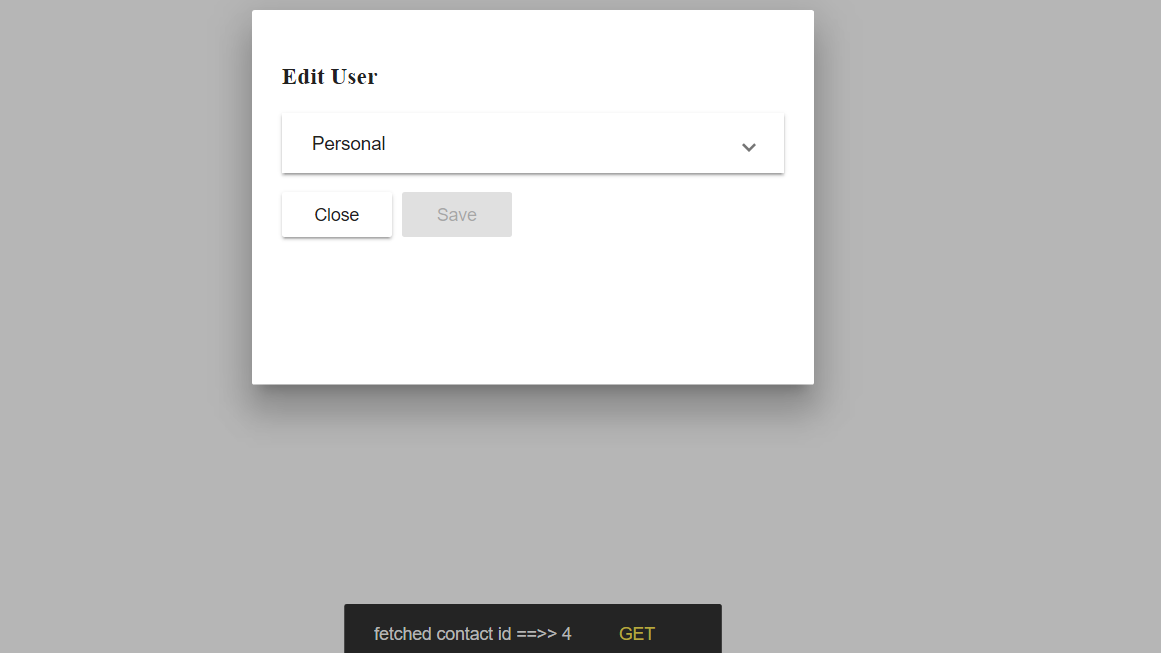 Edit User
Personal
Close Save
fetched contact id ==>> 4 GET